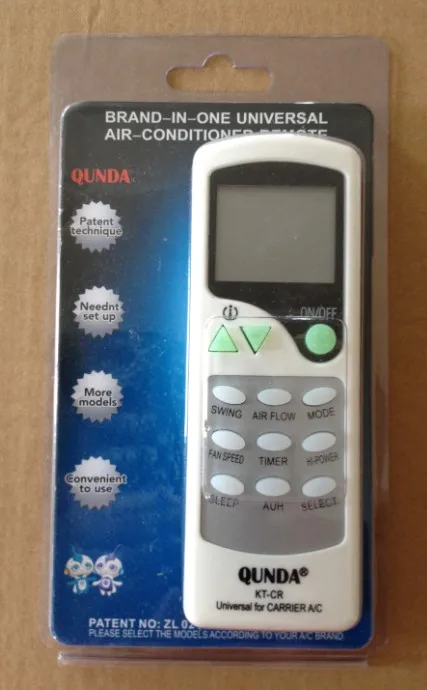 BRAND-IN-ONE UNIVERSAL
AIR-CONDITIONER REMOTE
QUNDA
Patent
technique
Neednt
set up
More
models
Convenient
to use
ON/OFF
SWING AIR FLOW MODE
FAN SPEED TIMER HI-POWER
SLEEP AUH SELECT
QUNDA®
KT-CR
Universal for CARRIER A/C
PATENT NO: ZL 02
PLEASE SELECT THE MODELS ACCORDING TO YOUR A/C BRAND